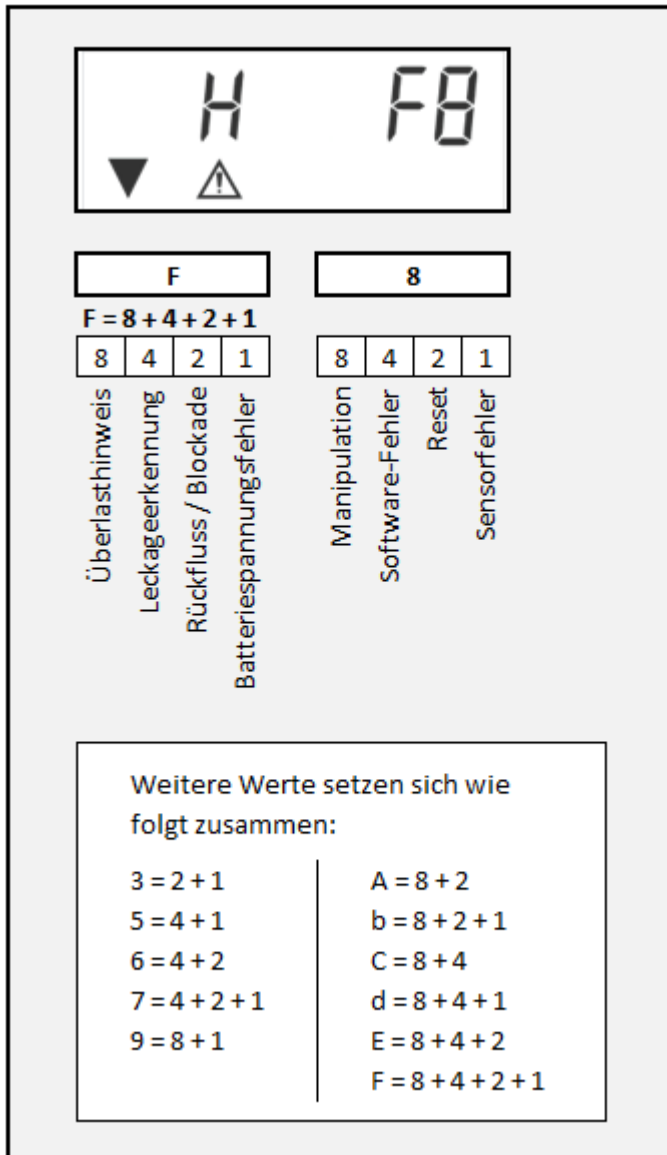 H F8
F 8
F = 8 + 4 + 2 + 1
8 4 2 1 8 4 2 1
Überlasthinweis
Leckageerkennung
Rückfluss / Blockade
Batteriespannungsfehler
Manipulation
Software-Fehler
Reset
Sensorfehler
Weitere Werte setzen sich wie
folgt zusammen:
3 = 2 + 1
5 = 4 + 1
6 = 4 + 2
7 = 4 + 2 + 1
9 = 8 + 1
A = 8 + 2
b = 8 + 2 + 1
C = 8 + 4
d = 8 + 4 + 1
E = 8 + 4 + 2
F = 8 + 4 + 2 + 1